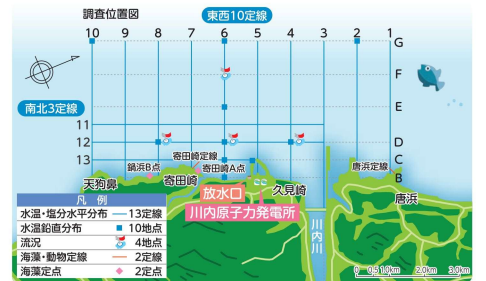 調査位置図
東西10定線
10 9 8 7 6 5 4 3 2 1
G
F
E
南北3定線
11
12
D
13
C
B
鍋浜B点
寄田崎定線
寄田崎A点
唐浜定線
天狗鼻
寄田崎
放水口
久見崎
唐浜
川内原子力発電所
川内川
凡 例
水温・塩分水平分布 13定線
水温鉛直分布 10地点
流況 4地点
海藻・動物定線 2定線
海藻定点 2定点
0 0.5 1.0km 2.0km 3.0km